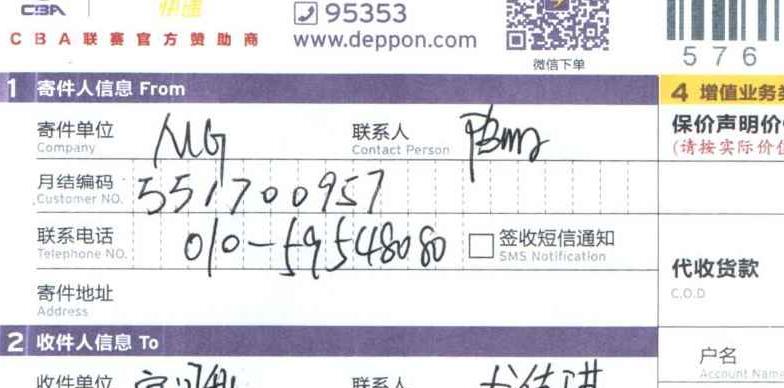 CBA 快递
95353
CBA联赛官方赞助商
www.deppon.com
微信下单
576
1 寄件人信息 From
4 增值业务
寄件单位 NG 联系人
Company Contact Person
保价声明价
(请按实际价
月结编码 551700957
Customer NO.
联系电话 010-59548080 签收短信通知
Telephone NO. SMS Notification
代收货款
C.O.D
寄件地址
Address
2 收件人信息 To
户名
Account Name
收件单位 联系人